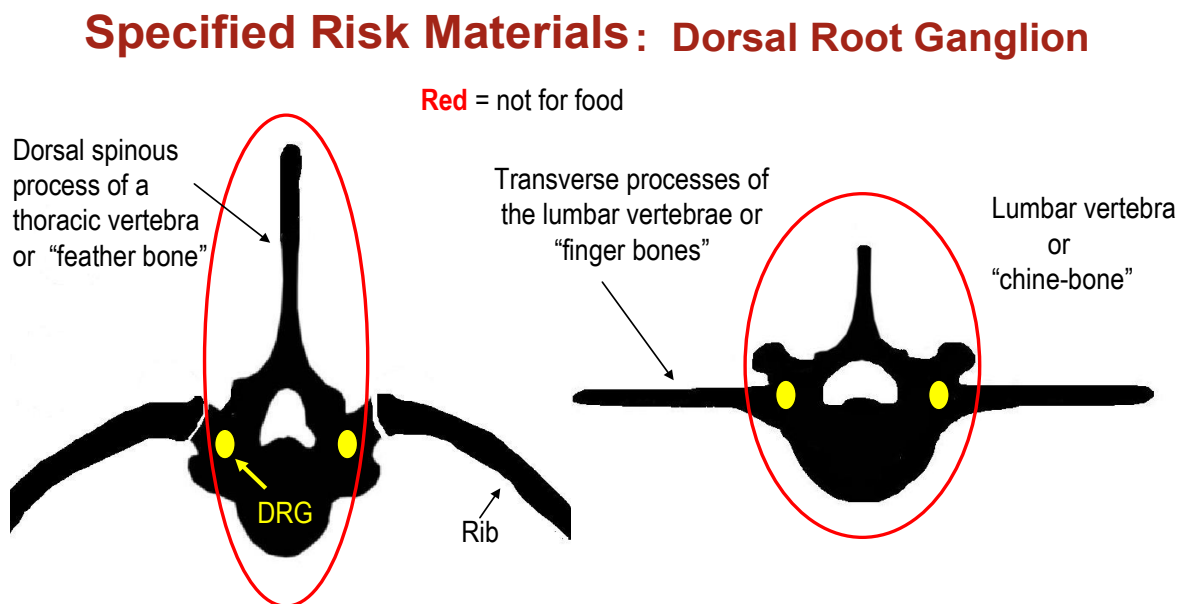 Specified Risk Materials: Dorsal Root Ganglion
Red = not for food
Dorsal spinous
process of a
thoracic vertebra
or “feather bone”
Transverse processes of
the lumbar vertebrae or
“finger bones”
Lumbar vertebra
or
“chine-bone”
DRG
Rib